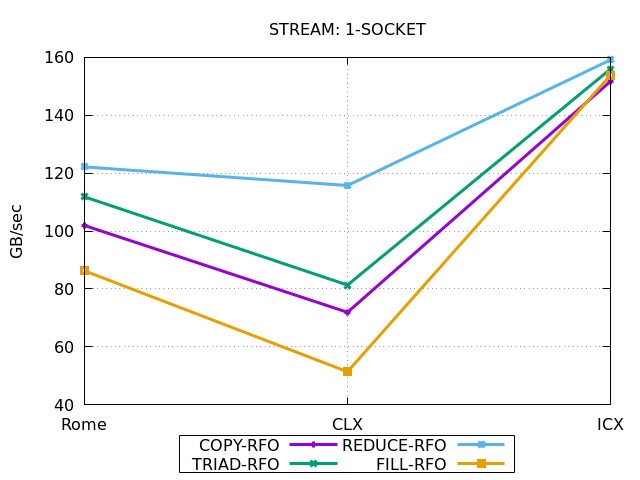 STREAM: 1-SOCKET
160
140
120
100
80
60
40
GB/sec
Rome CLX ICX
COPY-RFO REDUCE-RFO
TRIAD-RFO FILL-RFO